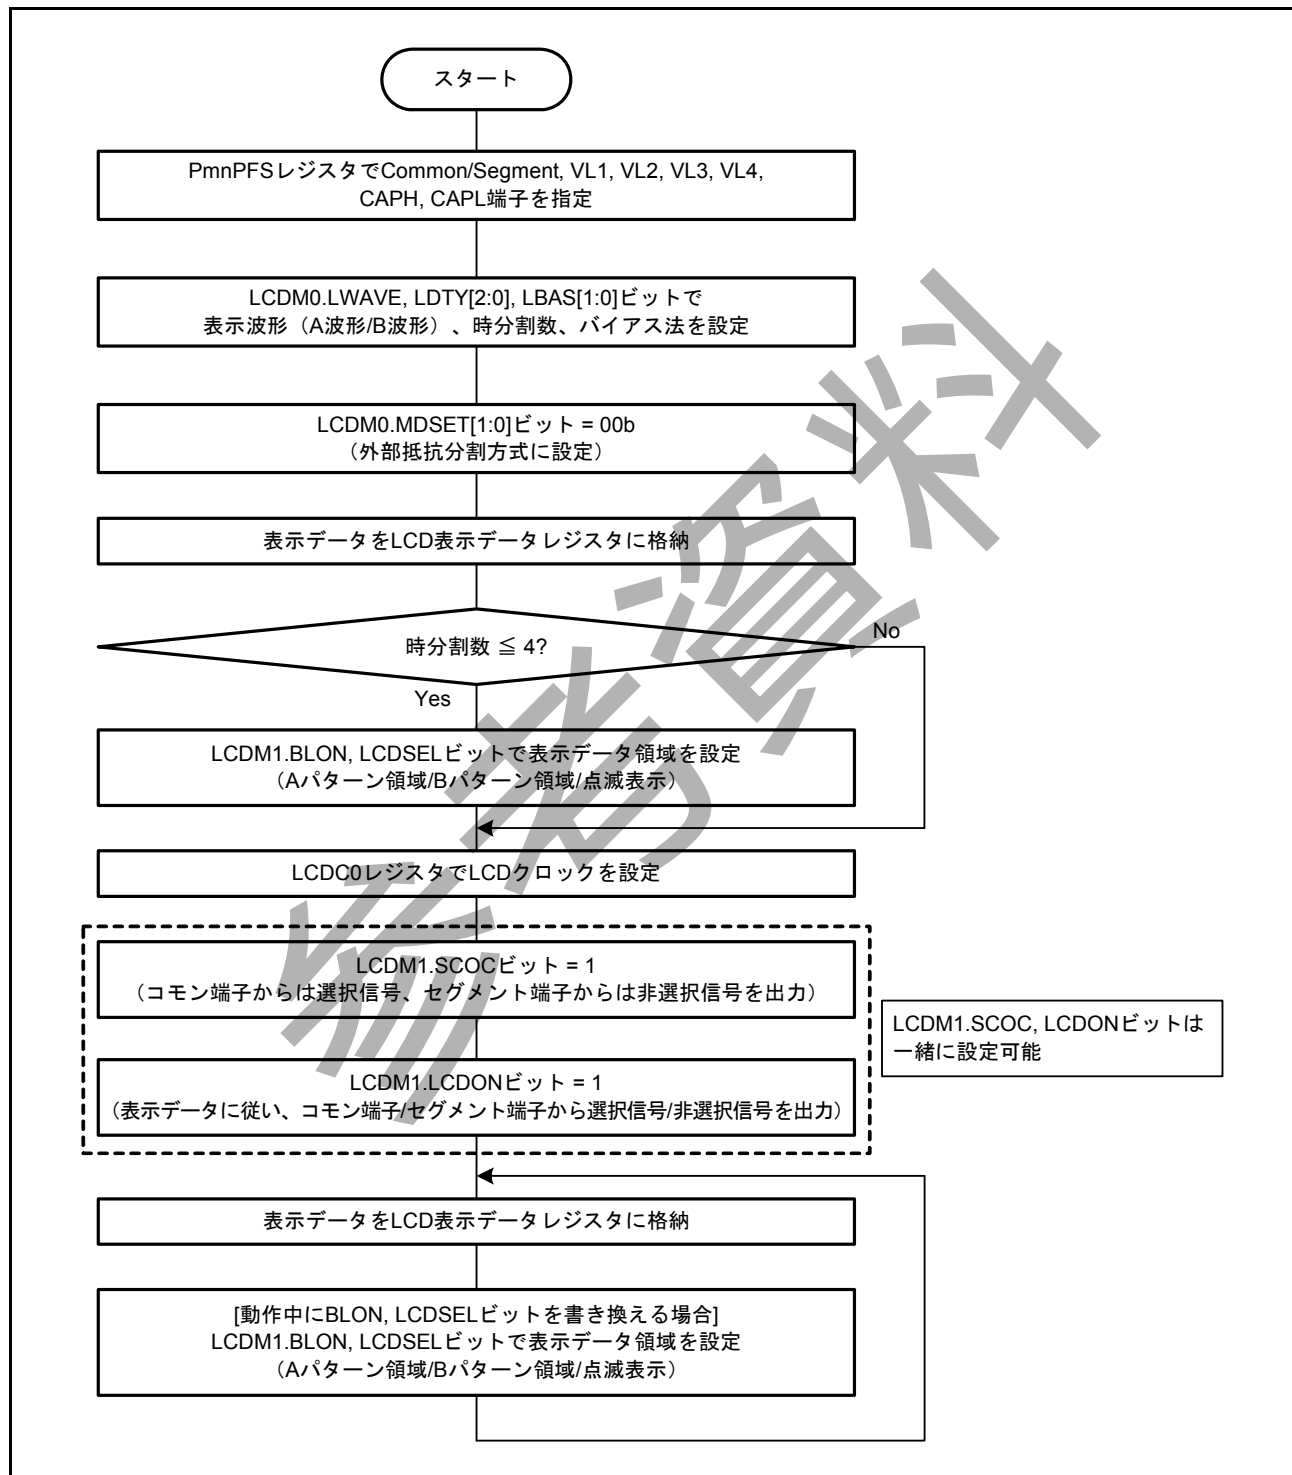 スタート
PmnPFSレジスタでCommon/Segment, VL1, VL2, VL3, VL4,
CAPH, CAPL端子を指定
LCDM0.LWAVE, LDTY[2:0], LBAS[1:0]ビットで
表示波形（A波形/B波形）、時分割数、バイアス法を設定
LCDM0.MDSET[1:0]ビット = 00b
（外部抵抗分割方式に設定）
表示データをLCD表示データレジスタに格納
時分割数 ≦ 4?
No
Yes
LCDM1.BLON, LCDSELビットで表示データ領域を設定
（Aパターン領域/Bパターン領域/点滅表示）
LCDC0レジスタでLCDクロックを設定
LCDM1.SCOCビット = 1
（コモン端子からは選択信号、セグメント端子からは非選択信号を出力）
LCDM1.SCOC, LCDONビットは
一緒に設定可能
LCDM1.LCDONビット = 1
（表示データに従い、コモン端子/セグメント端子から選択信号/非選択信号を出力）
表示データをLCD表示データレジスタに格納
[動作中にBLON, LCDSELビットを書き換える場合]
LCDM1.BLON, LCDSELビットで表示データ領域を設定
（Aパターン領域/Bパターン領域/点滅表示）
参考資料